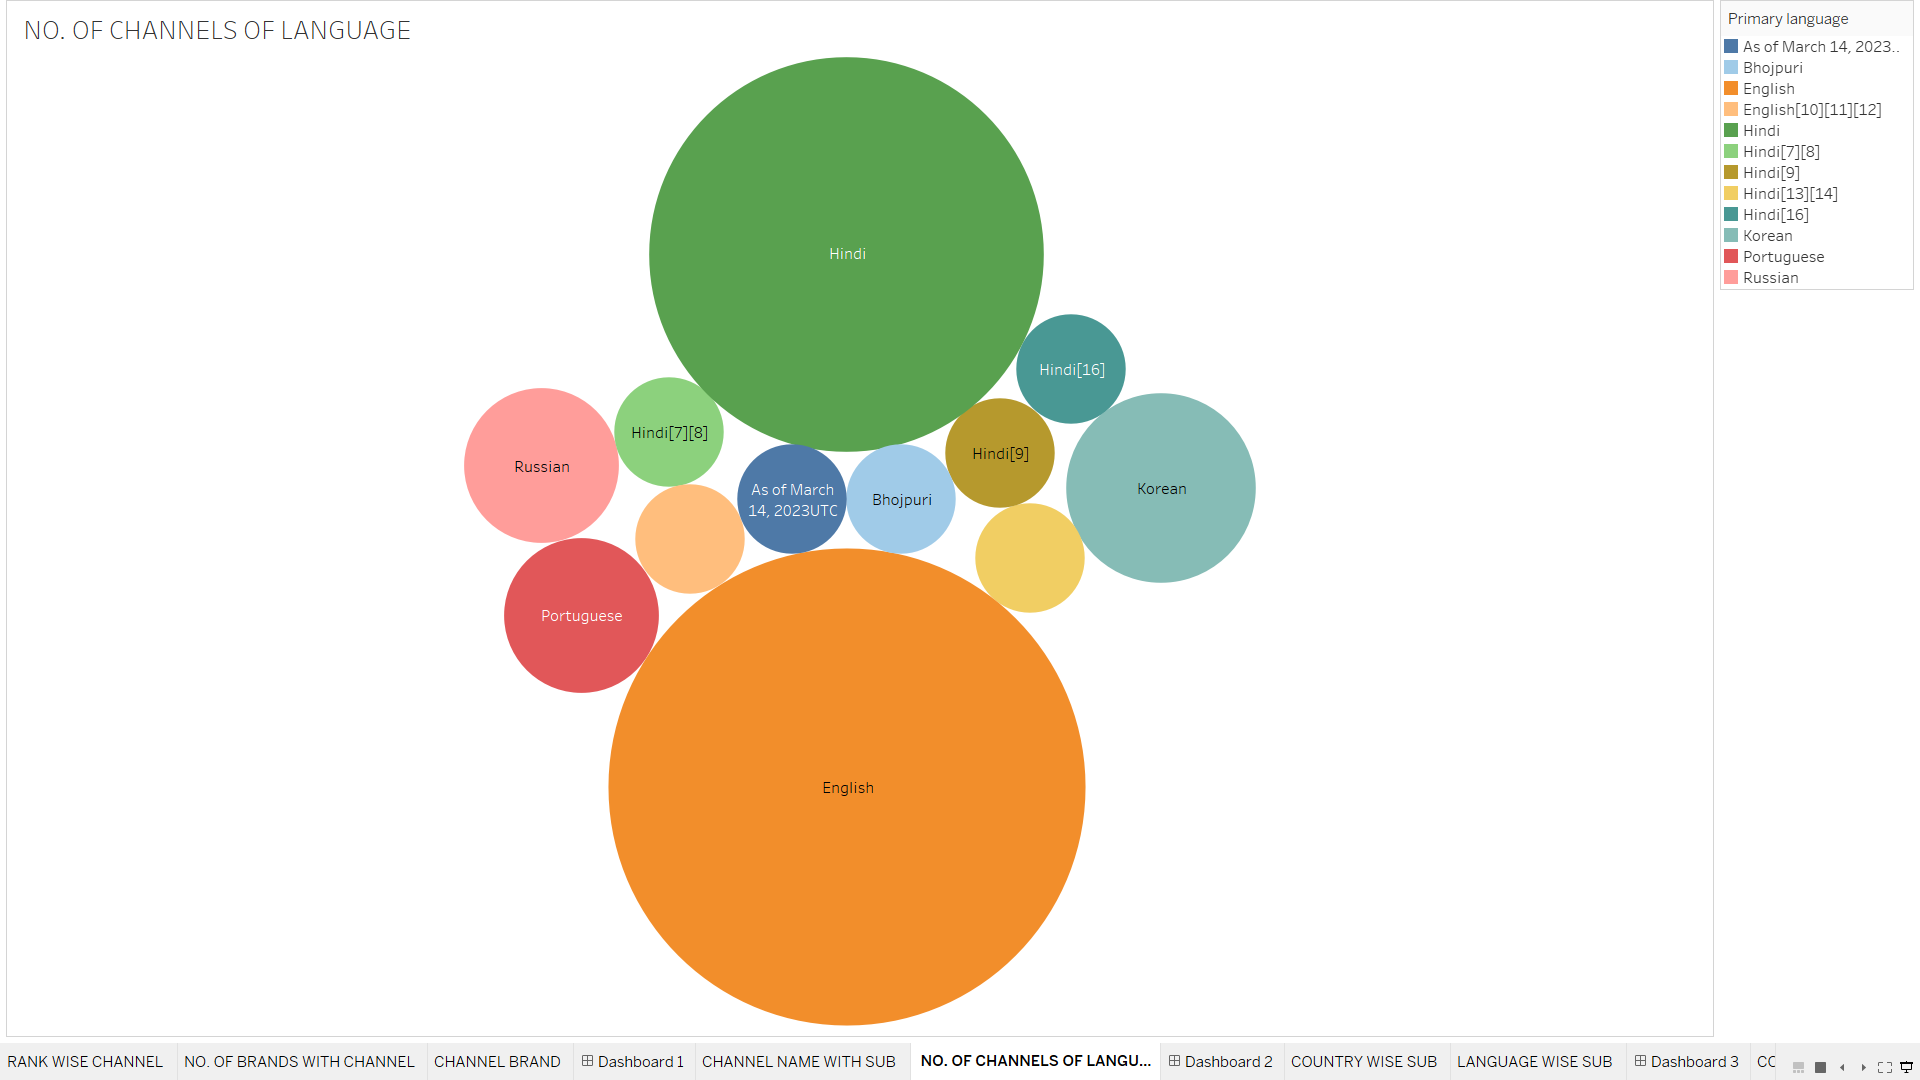 NO. OF CHANNELS OF LANGUAGE
Primary language
As of March 14, 2023..
Bhojpuri
English
English[10][11][12]
Hindi
Hindi[7][8]
Hindi[9]
Hindi[13][14]
Hindi[16]
Korean
Portuguese
Russian
Hindi
Hindi[16]
Hindi[7][8]
Hindi[9]
Russian
As of March
14, 2023UTC
Bhojpuri
Korean
Portuguese
English
RANK WISE CHANNEL
NO. OF BRANDS WITH CHANNEL
CHANNEL BRAND
Dashboard 1
CHANNEL NAME WITH SUB
NO. OF CHANNELS OF LANGU...
Dashboard 2
COUNTRY WISE SUB
LANGUAGE WISE SUB
Dashboard 3
CO